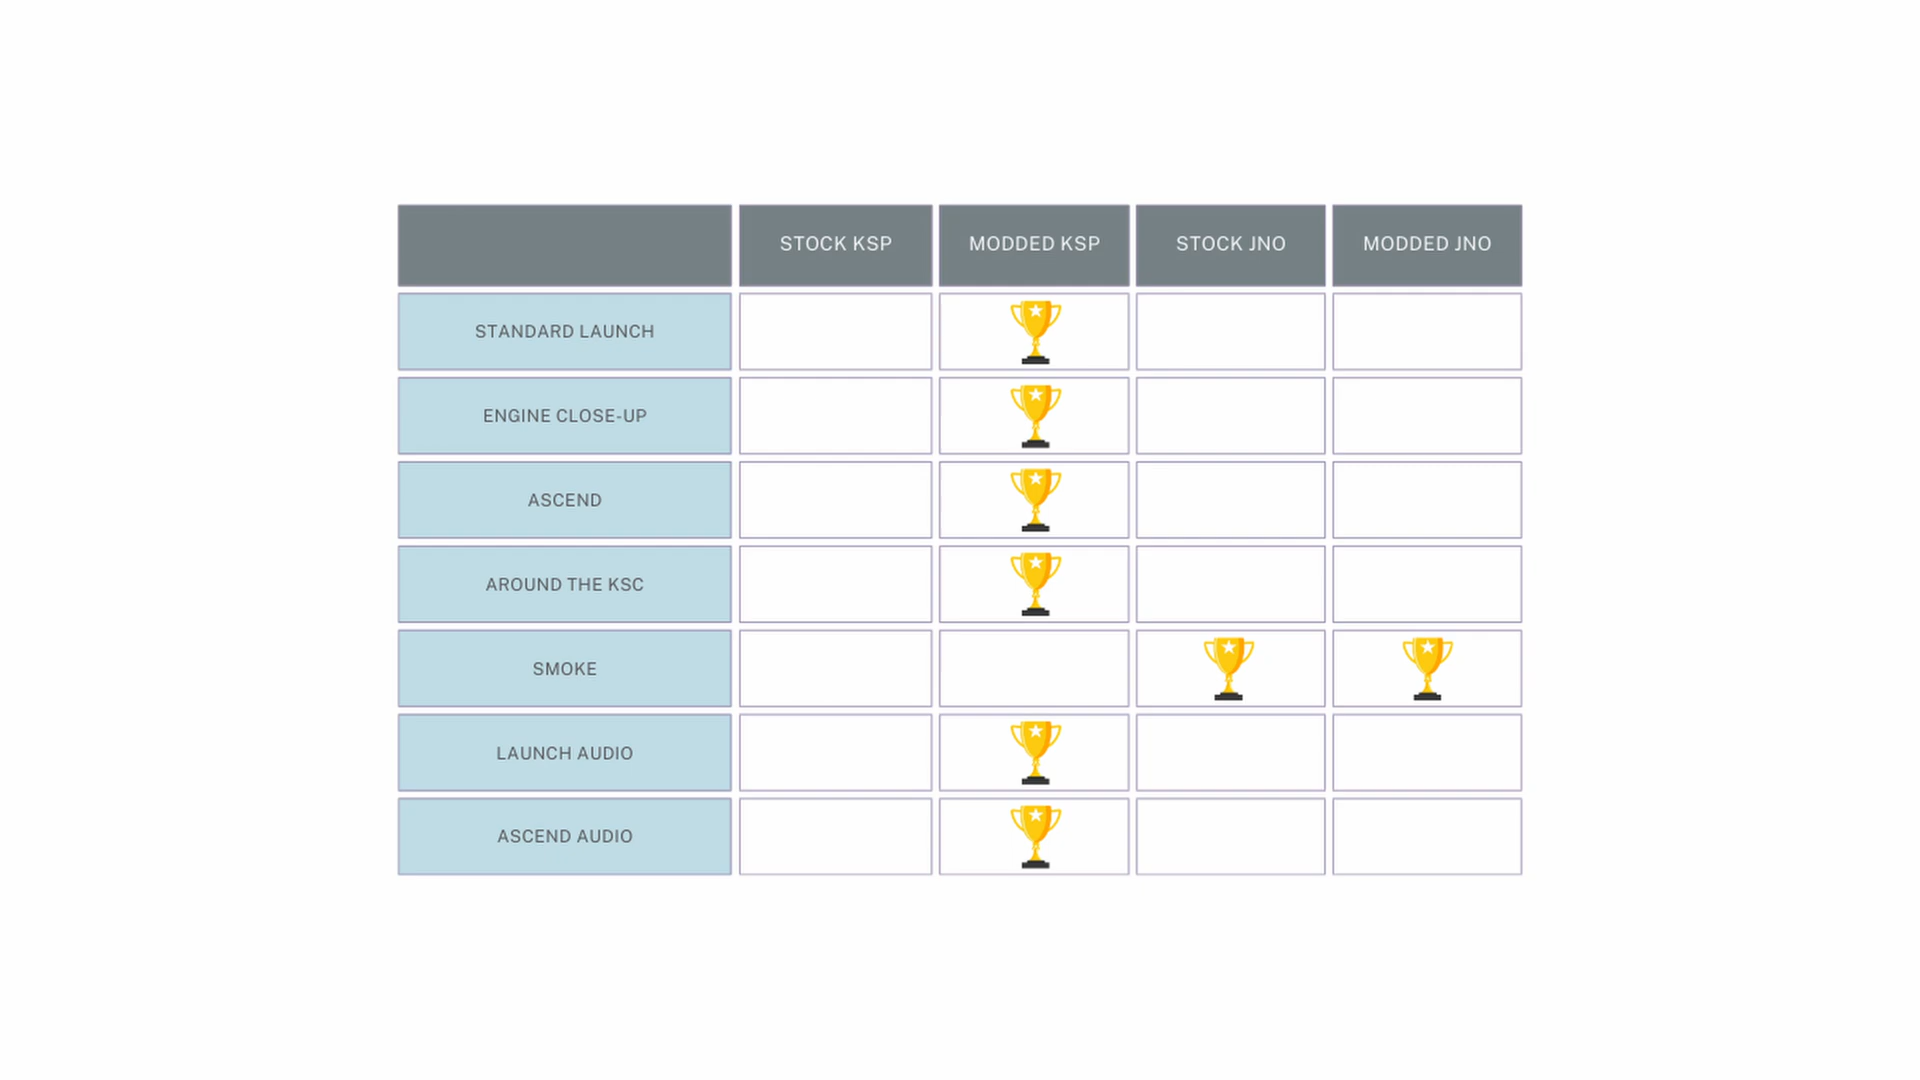 STOCK KSP MODDED KSP STOCK JNO MODDED JNO
STANDARD LAUNCH
ENGINE CLOSE-UP
ASCEND
AROUND THE KSC
SMOKE
LAUNCH AUDIO
ASCEND AUDIO